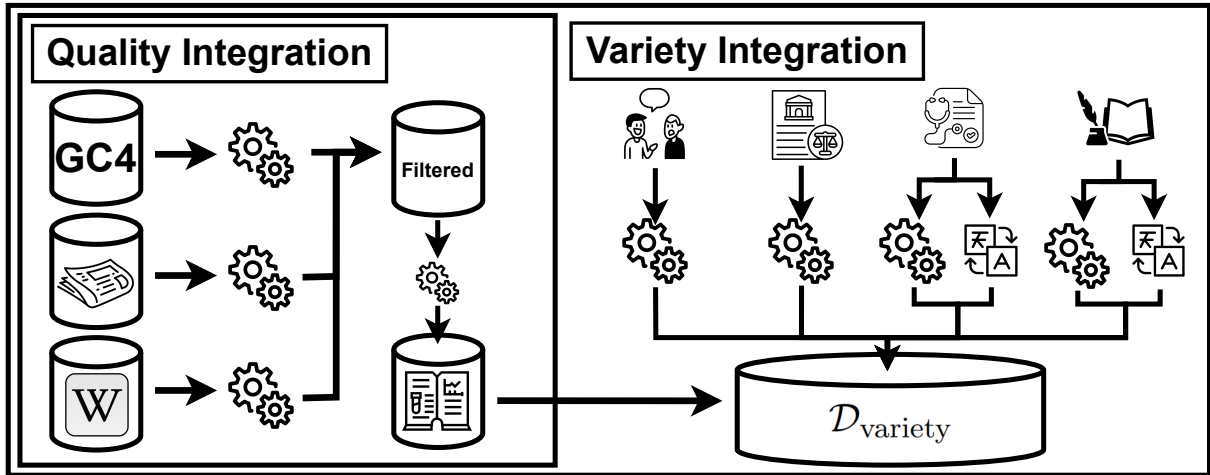 Quality Integration
Variety Integration
GC4
Filtered
W
A
𝒟variety